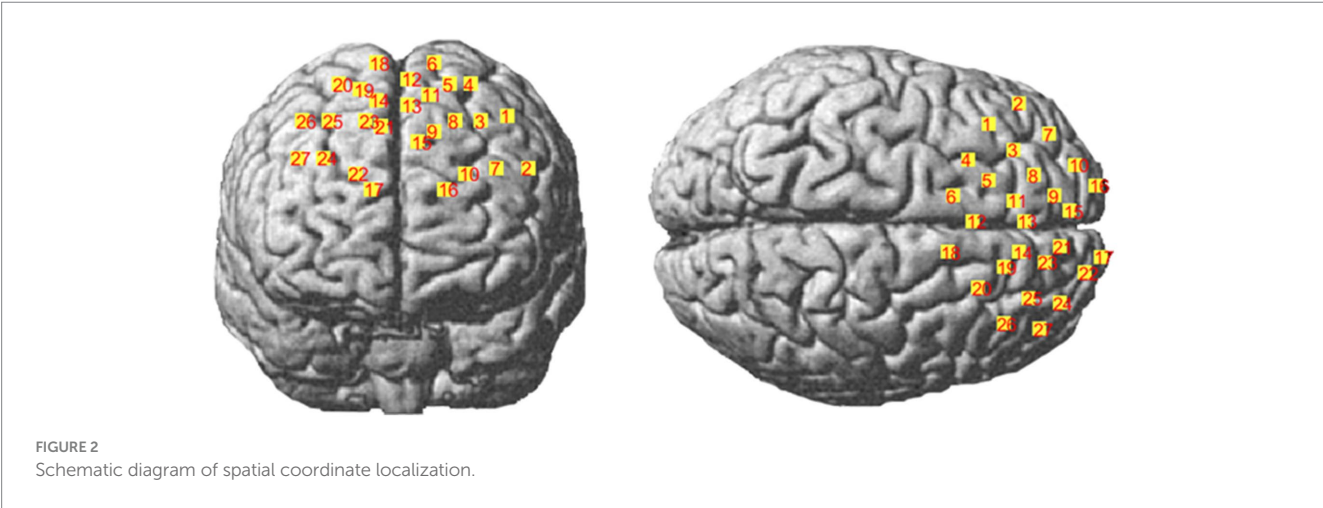 18 6
20 19 12 5 4
14 13 11
26 25 23 21 8 3 1
15 9
27 24
22 10 7 2
17 16
2
1 7
3
4 10
5 8 16
6 11 9
15
12 13
18 14 21
19 23 17
22
20
25 24
26 27
FIGURE 2
Schematic diagram of spatial coordinate localization.